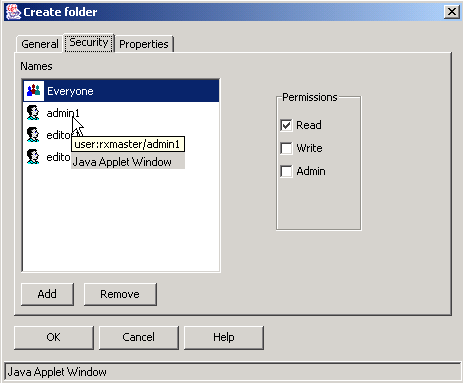 Create folder
General Security Properties
Names
Everyone
admin1
edito
user:rxmaster/admin1
edito
Java Applet Window
Permissions
Read
Write
Admin
Add Remove
OK Cancel Help
Java Applet Window